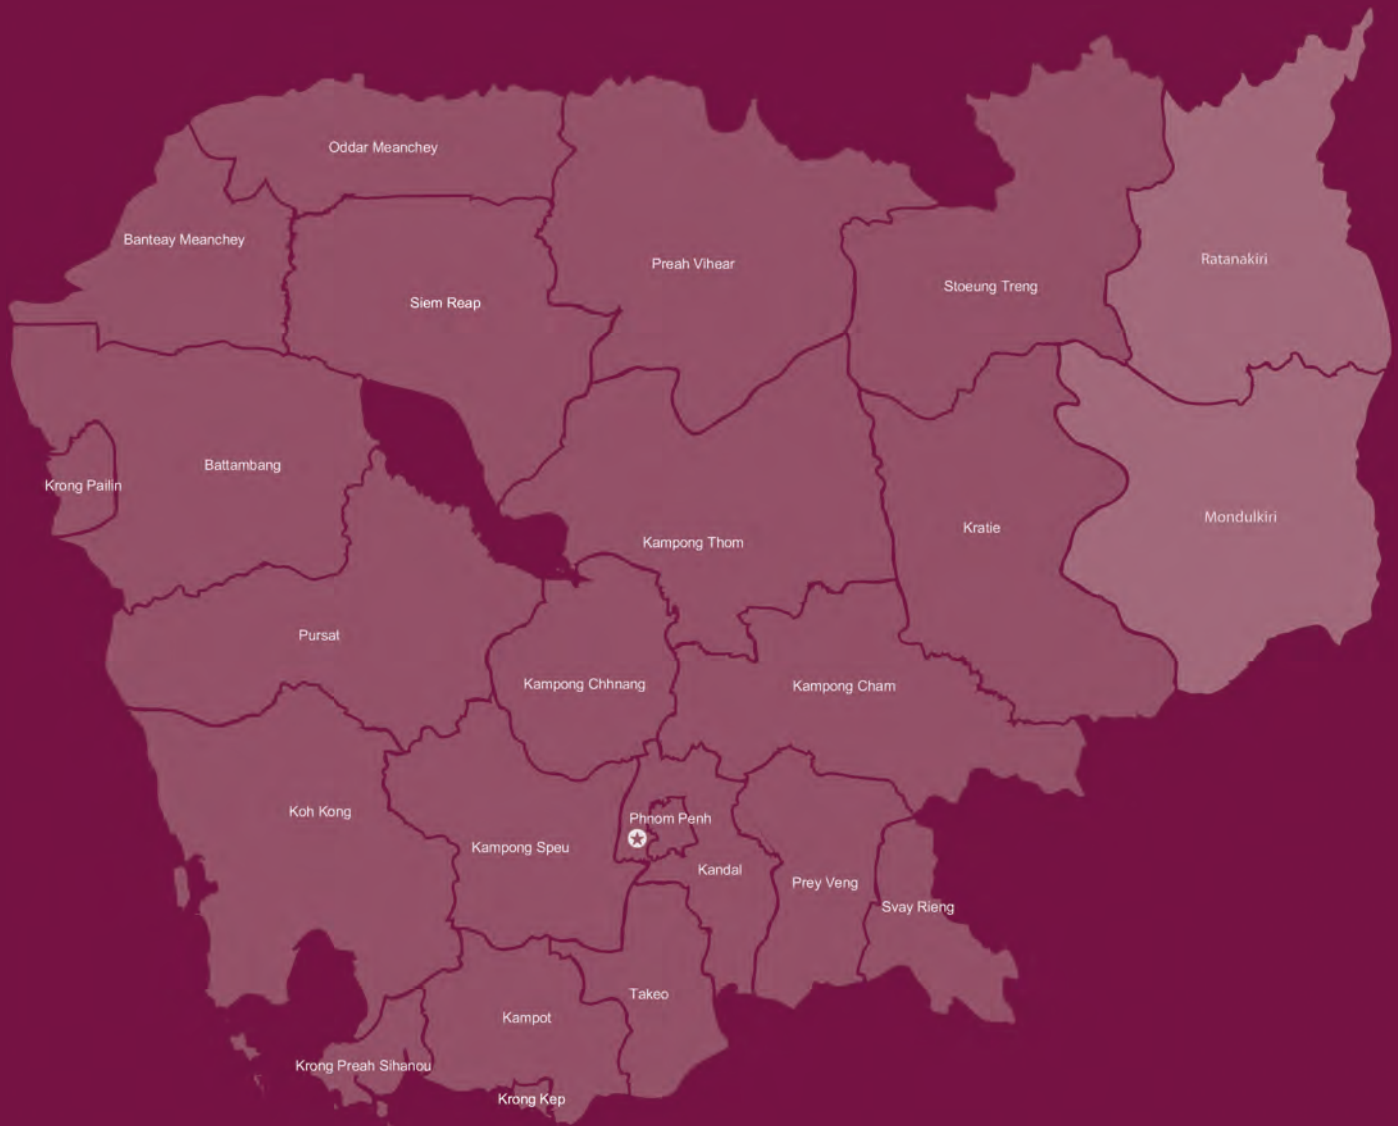 Oddar Meanchey
Banteay Meanchey
Preah Vihear
Ratanakiri
Stoeung Treng
Siem Reap
Battambang
Krong Pailin
Mondulkiri
Kratie
Kampong Thom
Pursat
Kampong Chhnang
Kampong Cham
Koh Kong
Phnom Penh
Kampong Speu
Kandal
Prey Veng
Svay Rieng
Takeo
Kampot
Krong Preah Sihanou
Krong Kep